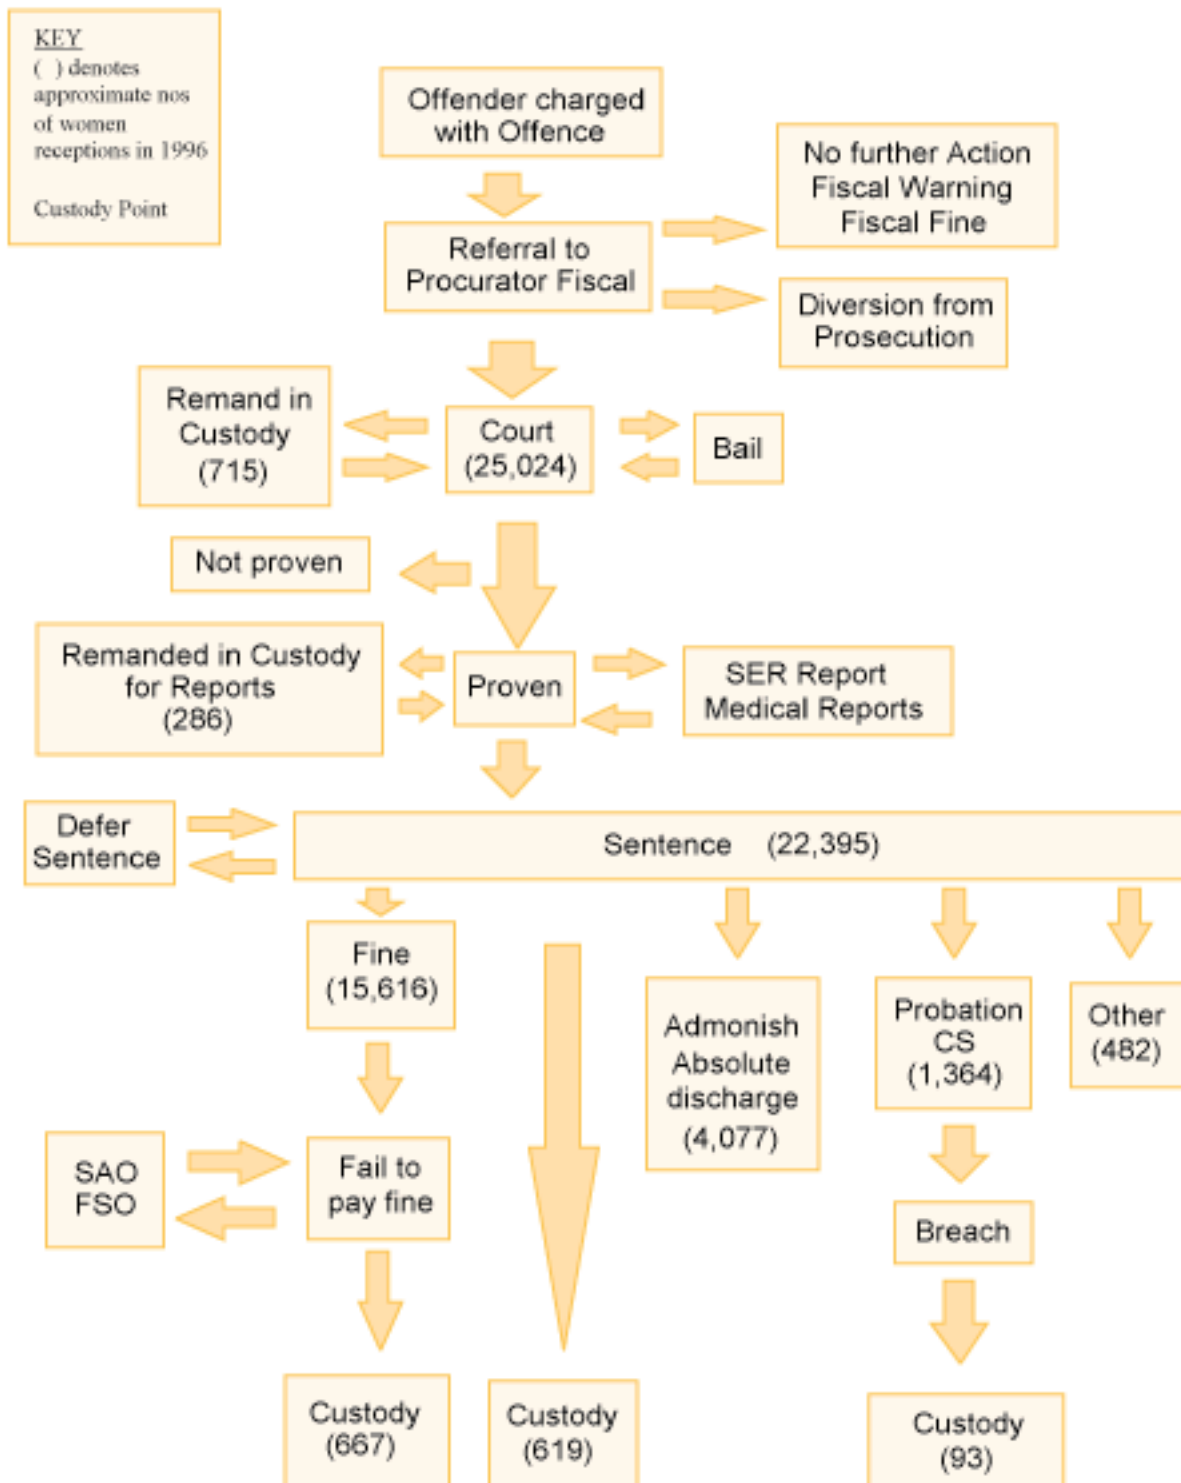 KEY
( ) denotes
approximate nos
of women
receptions in 1996
Custody Point
Offender charged
with Offence
No further Action
Fiscal Warning
Fiscal Fine
Referral to
Procurator Fiscal
Diversion from
Prosecution
Remand in
Custody
(715)
Court
(25,024)
Bail
Not proven
Remanded in Custody
for Reports
(286)
Proven
SER Report
Medical Reports
Defer
Sentence
Sentence (22,395)
Fine
(15,616)
Admonish
Absolute
discharge
(4,077)
Probation
CS
(1,364)
Other
(482)
SAO
FSO
Fail to
pay fine
Breach
Custody
(667)
Custody
(619)
Custody
(93)